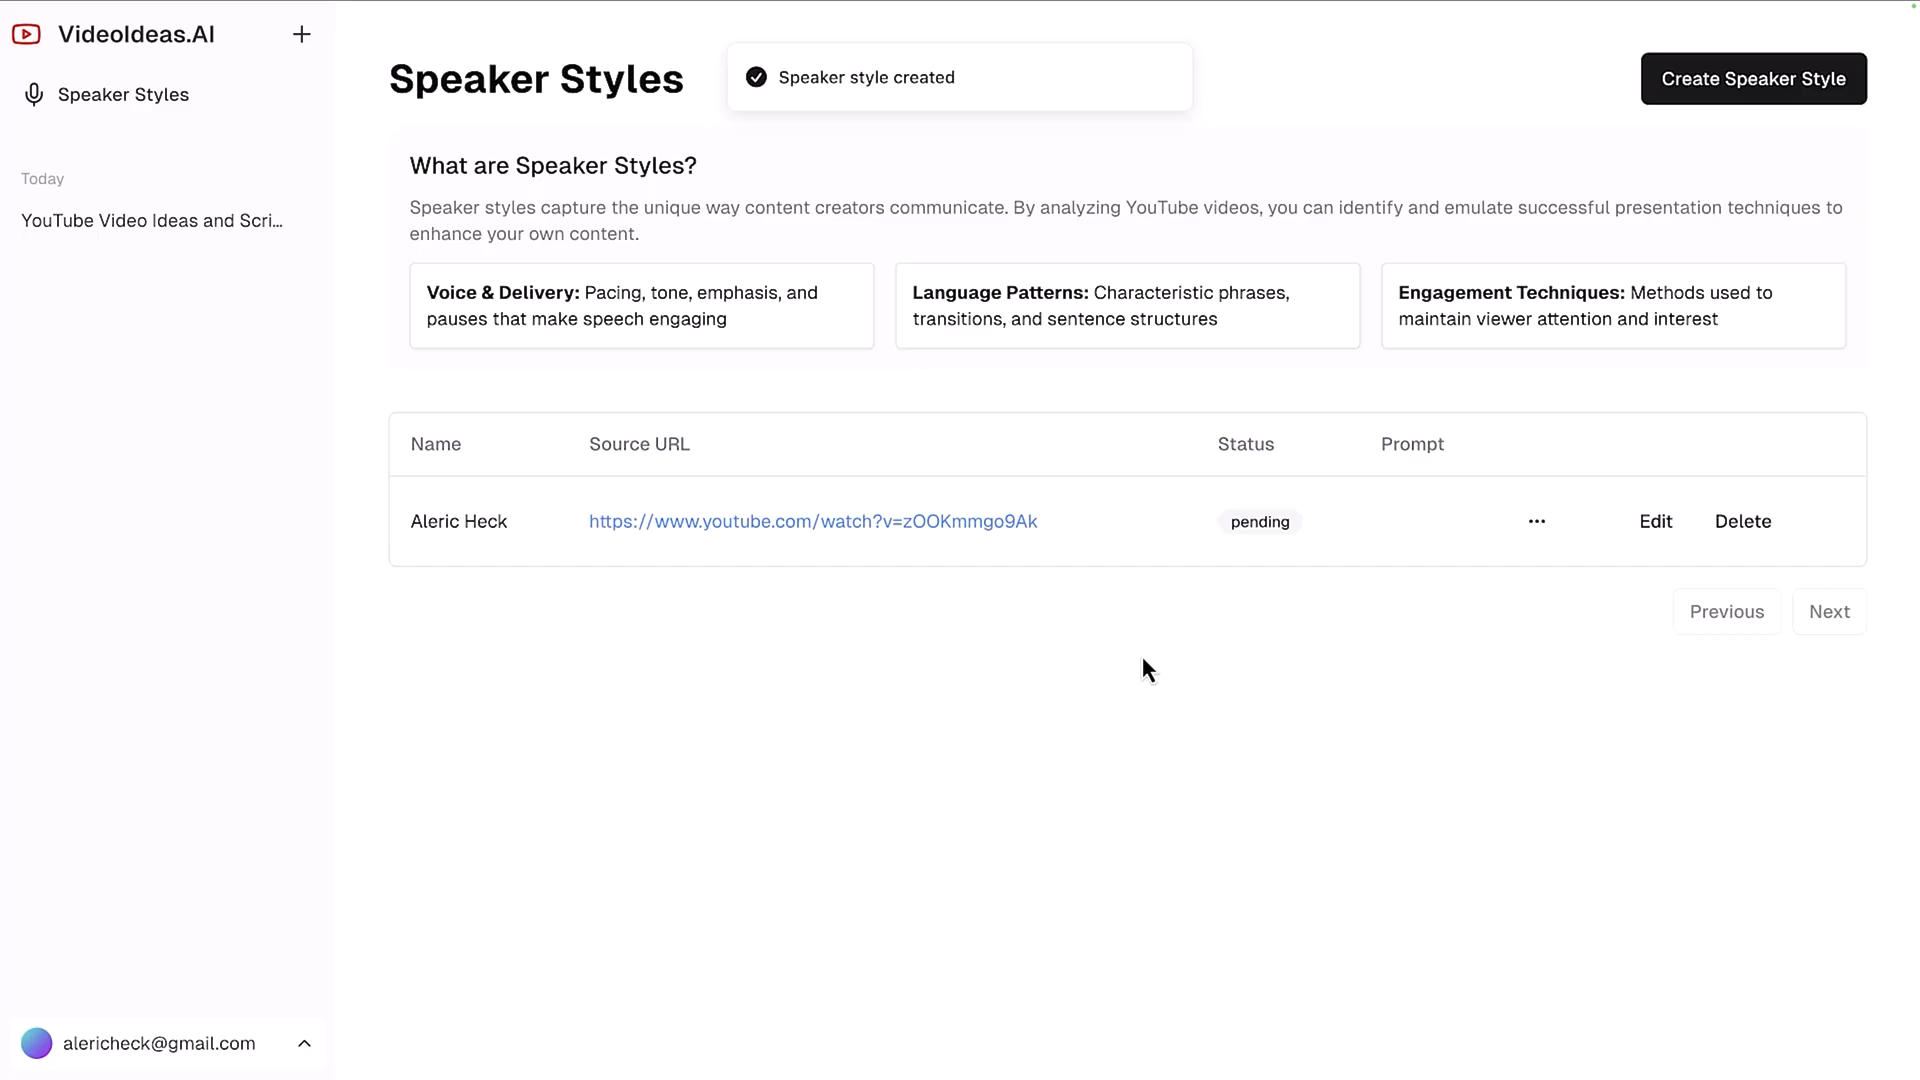 VideoIdeas.AI
Speaker Styles
Today
YouTube Video Ideas and Scri...
alericheck@gmail.com
Speaker Styles
Speaker style created
Create Speaker Style
What are Speaker Styles?
Speaker styles capture the unique way content creators communicate. By analyzing YouTube videos, you can identify and emulate successful presentation techniques to
enhance your own content.
Voice & Delivery: Pacing, tone, emphasis, and
pauses that make speech engaging
Language Patterns: Characteristic phrases,
transitions, and sentence structures
Engagement Techniques: Methods used to
maintain viewer attention and interest
Name Source URL Status Prompt
Aleric Heck https://www.youtube.com/watch?v=zOOKmmgo9Ak pending ... Edit Delete
Previous Next